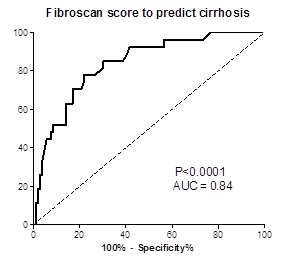 Fibroscan score to predict cirrhosis
100
80
60
40
20
0
P<0.0001
AUC = 0.84
0 20 40 60 80 100
100% - Specificity%